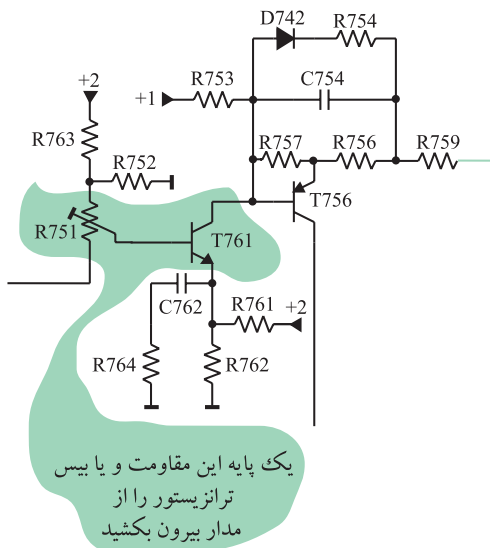 D742
R754
+1
R753
C754
+2
R763
R752
R757
R756
R759
T756
R751
T761
C762
R761
+2
R764
R762
یک پایه این مقاومت و یا بیس
ترانزیستور را از
مدار بیرون بکشید